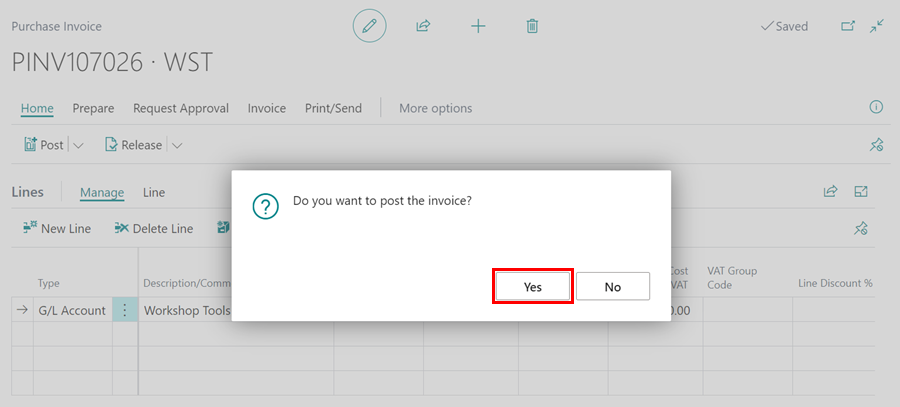 Purchase Invoice
Saved
PINV107026 · WST
Home Prepare Request Approval Invoice Print/Send More options
Post Release
Lines Manage Line
New Line Delete Line
Do you want to post the invoice?
Yes No
Type Description/Comm Cost VAT VAT Group Code Line Discount %
G/L Account Workshop Tools 0.00